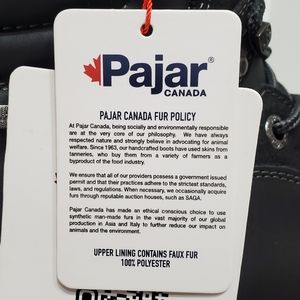 Pajar®
CANADA
PAJAR CANADA FUR POLICY
At Pajar Canada, being socially and environmentally responsible
are at the very core of our philosophy. We have always
respected nature and strongly believe in advocating for animal
welfare. Since 1963, our handcrafted boots have used skins from
tanneries, who buy them from a variety of farmers as a
byproduct of the food industry.
We ensure that all of our providers possess a government issued
permit and that their practices adhere to the strictest standards,
laws, and regulations. When necessary, we occasionally acquire
furs through reputable auction houses, such as SAGA.
Pajar Canada has made an ethical conscious choice to use
synthetic man-made furs in the vast majority of our global
production in Asia and Italy to further reduce our impact on
animals and the environment.
UPPER LINING CONTAINS FAUX FUR
100% POLYESTER